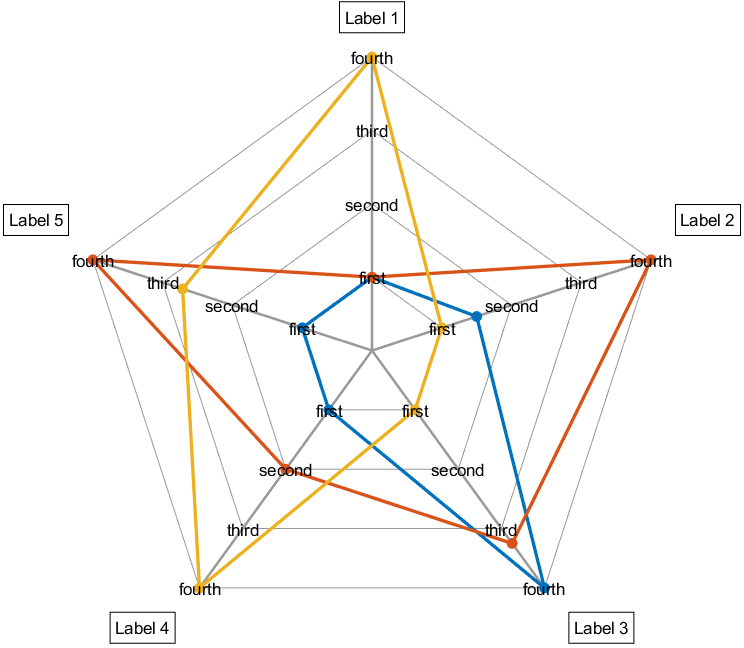 Label 1
fourth
third
second
Label 5
Label 2
fourth
fourth
third
first
third
second
second
first
first
first
first
second
second
third
third
fourth
fourth
Label 4
Label 3